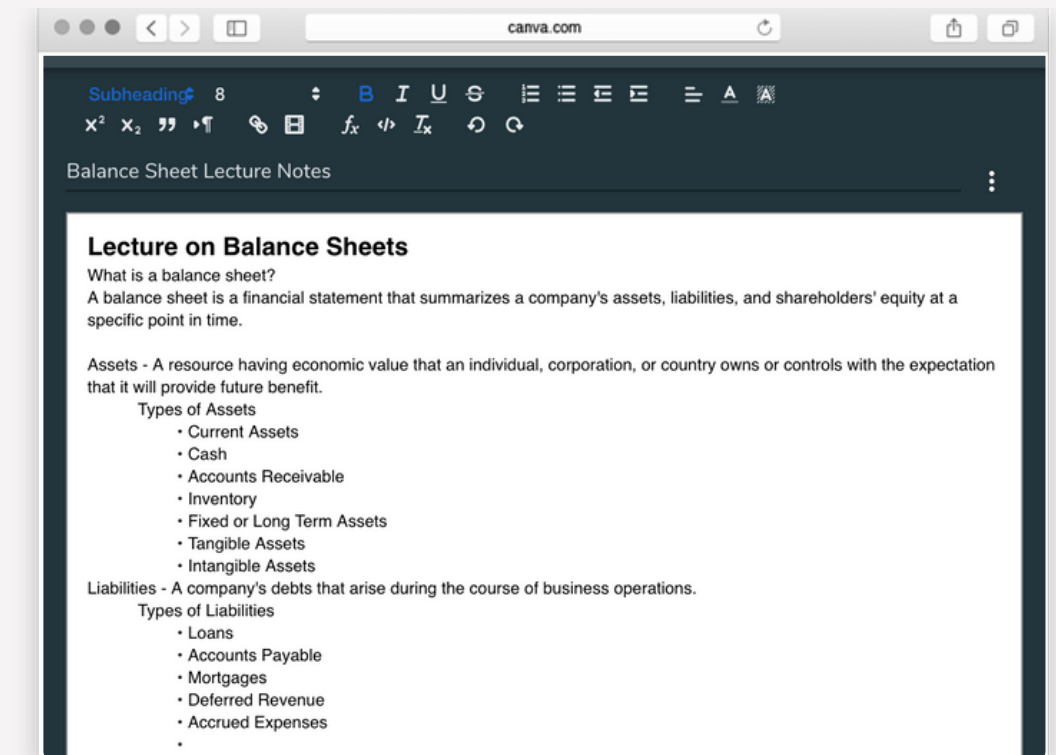 canva.com
Subheading 8 B I U S
X² X₂ ” ¶ fx </> Tx
Balance Sheet Lecture Notes
Lecture on Balance Sheets
What is a balance sheet?
A balance sheet is a financial statement that summarizes a company's assets, liabilities, and shareholders' equity at a
specific point in time.
Assets - A resource having economic value that an individual, corporation, or country owns or controls with the expectation
that it will provide future benefit.
Types of Assets
• Current Assets
• Cash
• Accounts Receivable
• Inventory
• Fixed or Long Term Assets
• Tangible Assets
• Intangible Assets
Liabilities - A company's debts that arise during the course of business operations.
Types of Liabilities
• Loans
• Accounts Payable
• Mortgages
• Deferred Revenue
• Accrued Expenses
•